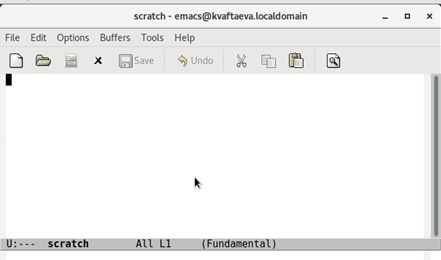 scratch - emacs@kvaftaeva.localdomain
File Edit Options Buffers Tools Help
Save Undo
U:--- scratch All L1 (Fundamental)